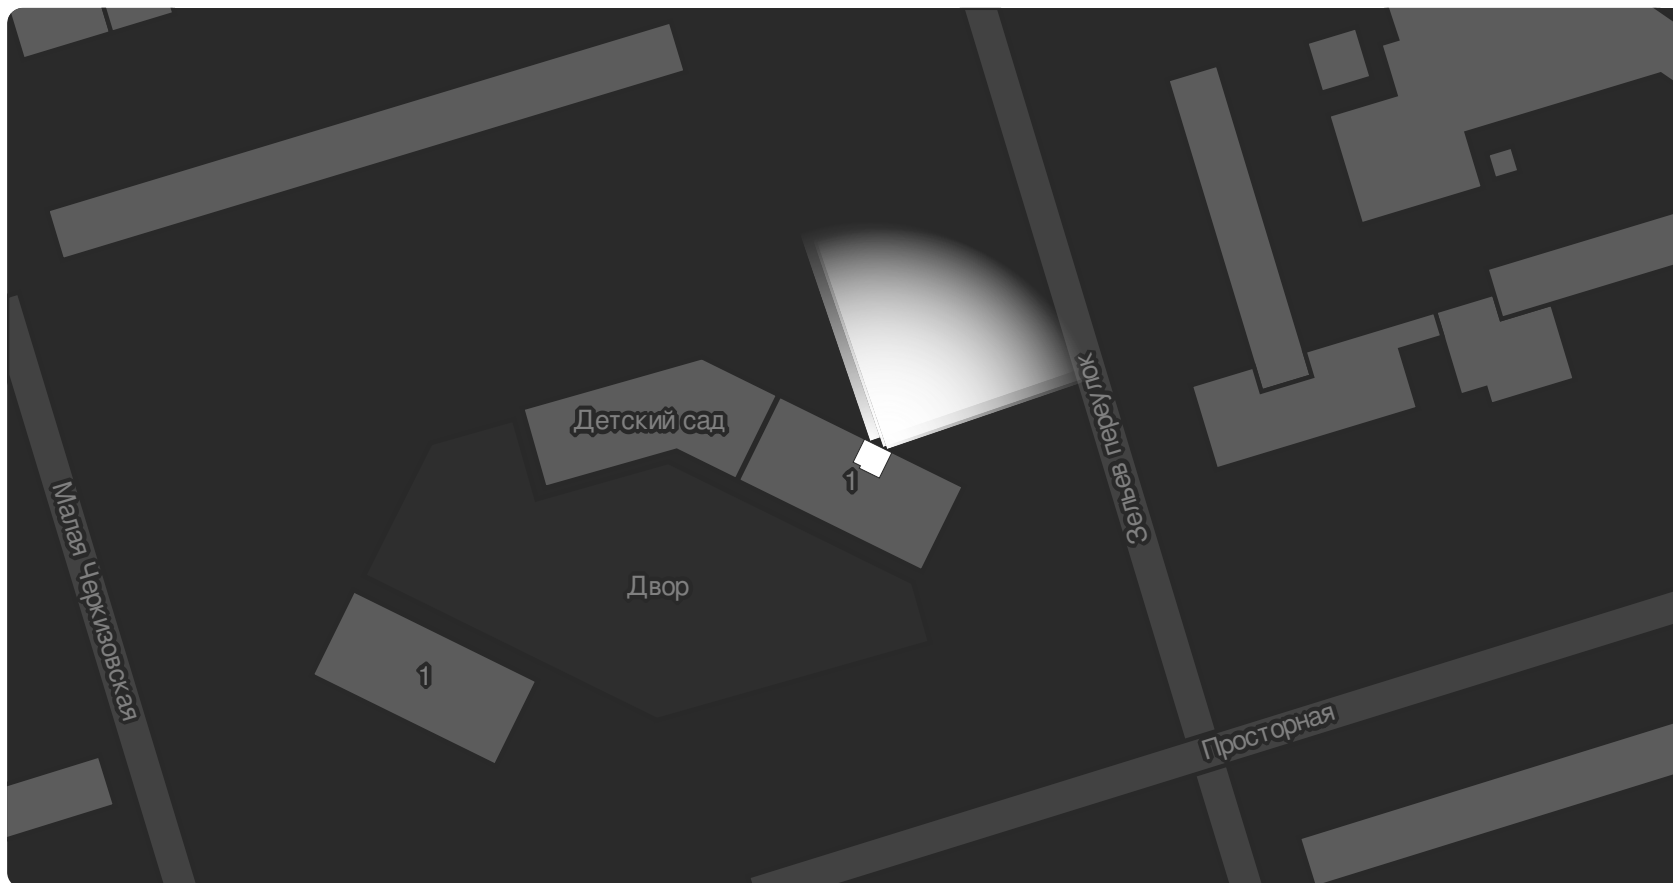 Детский сад
1
Зельев переулок
Малая Черкизовская
Двор
1
Просторная